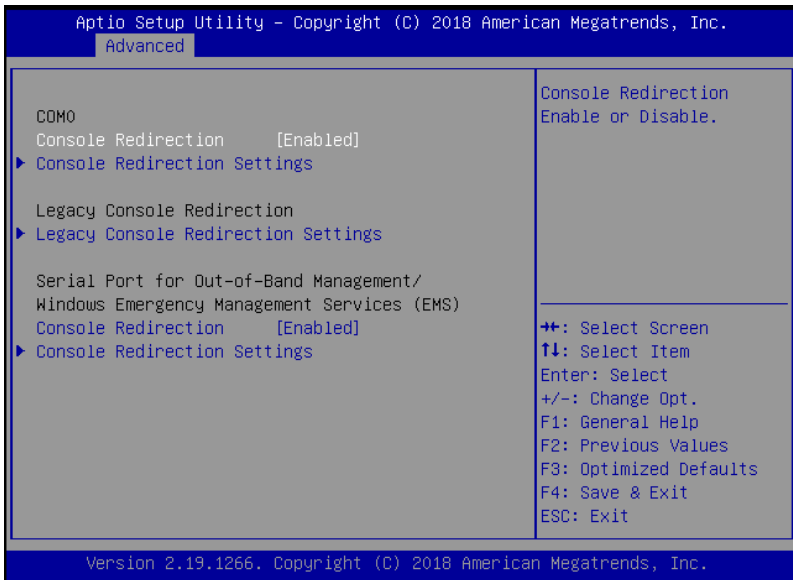 Aptio Setup Utility – Copyright (C) 2018 American Megatrends, Inc.
Advanced
COM0
Console Redirection [Enabled]
Console Redirection Settings
Legacy Console Redirection
Legacy Console Redirection Settings
Serial Port for Out-of-Band Management/
Windows Emergency Management Services (EMS)
Console Redirection [Enabled]
Console Redirection Settings
Console Redirection
Enable or Disable.
→←: Select Screen
↑↓: Select Item
Enter: Select
+/-: Change Opt.
F1: General Help
F2: Previous Values
F3: Optimized Defaults
F4: Save & Exit
ESC: Exit
Version 2.19.1266. Copyright (C) 2018 American Megatrends, Inc.